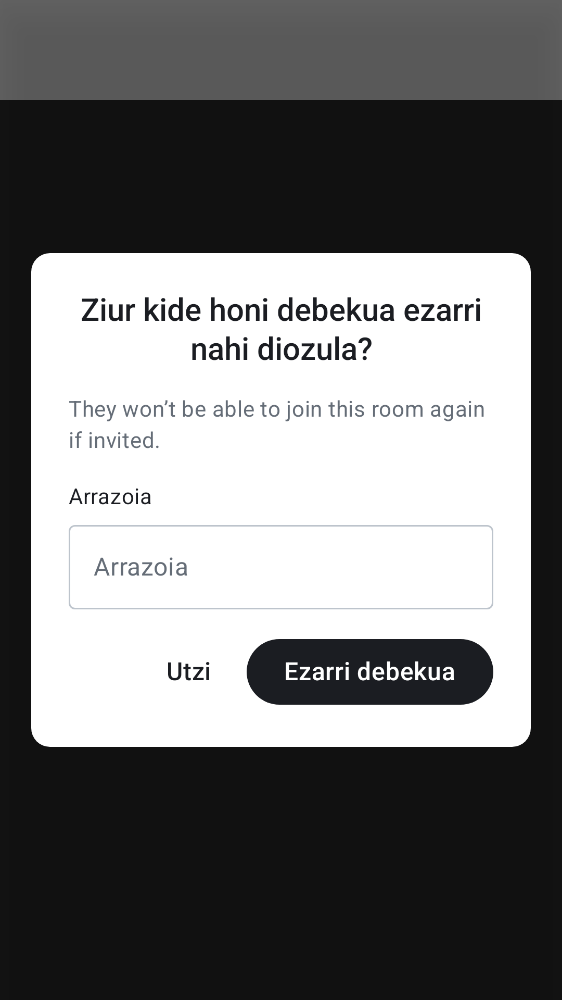 Ziur kide honi debekua ezarri
nahi diozula?
They won’t be able to join this room again
if invited.
Arrazoia
Arrazoia
Utzi
Ezarri debekua